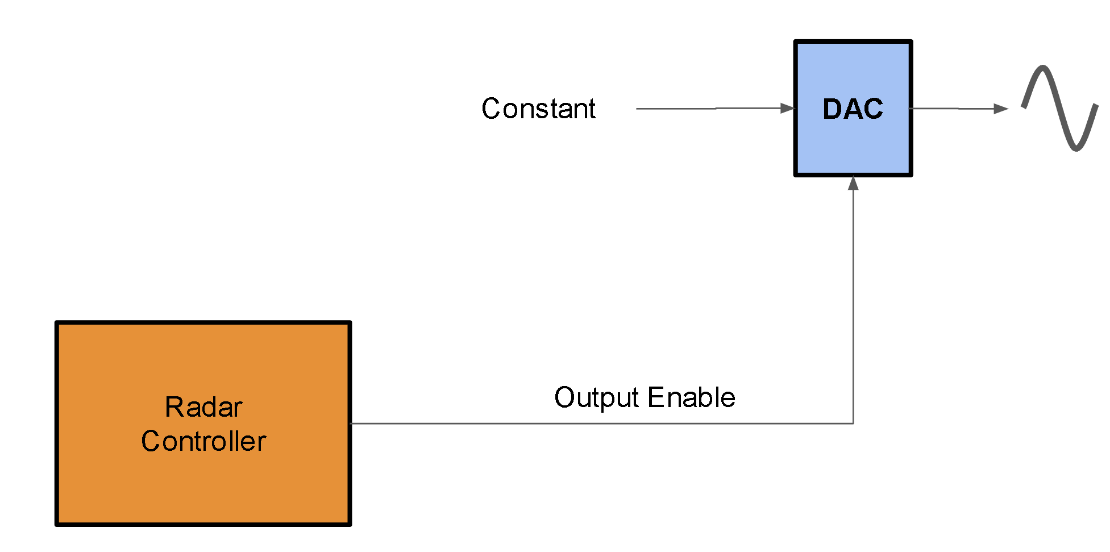 Constant
DAC
Output Enable
Radar
Controller